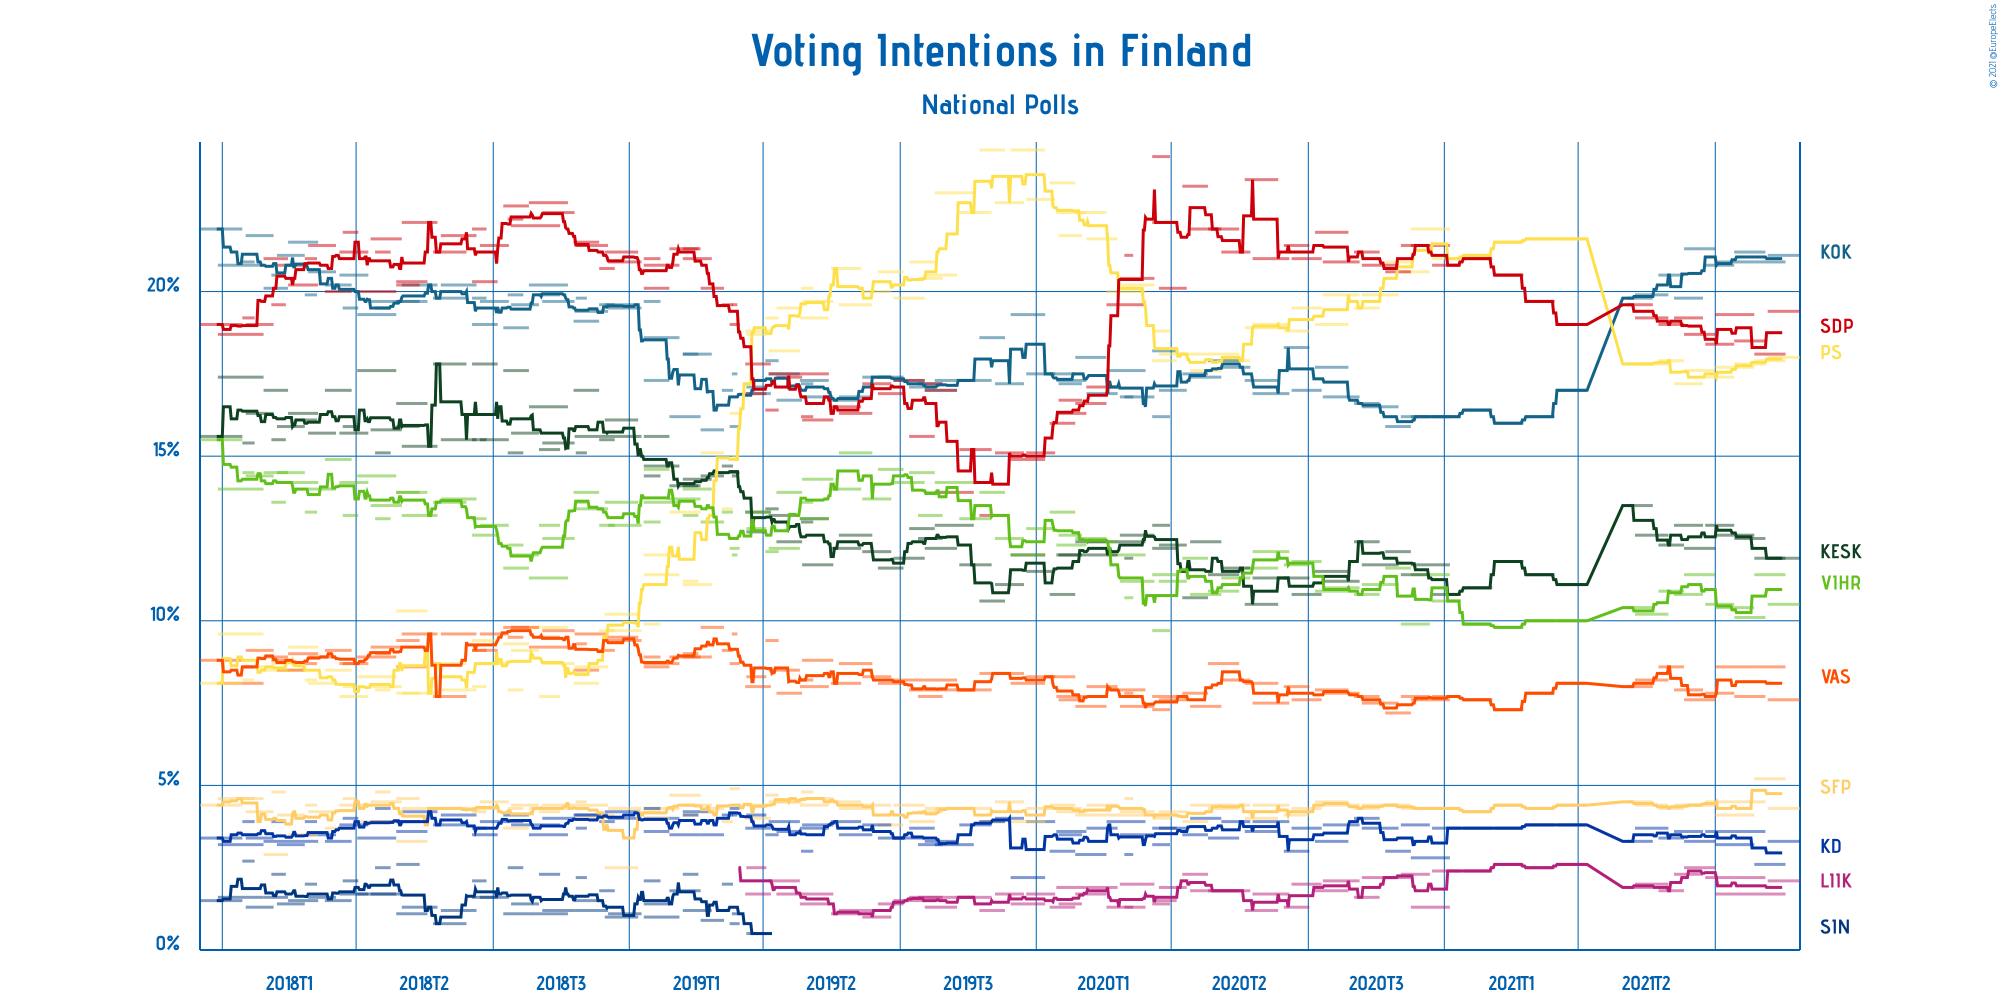 © 2021 @EuropeElects
Voting Intentions in Finland
National Polls
20%
15%
10%
5%
0%
KOK
SDP
PS
KESK
VIHR
VAS
SFP
KD
LIIK
SIN
2018T1 2018T2 2018T3 2019T1 2019T2 2019T3 2020T1 2020T2 2020T3 2021T1 2021T2